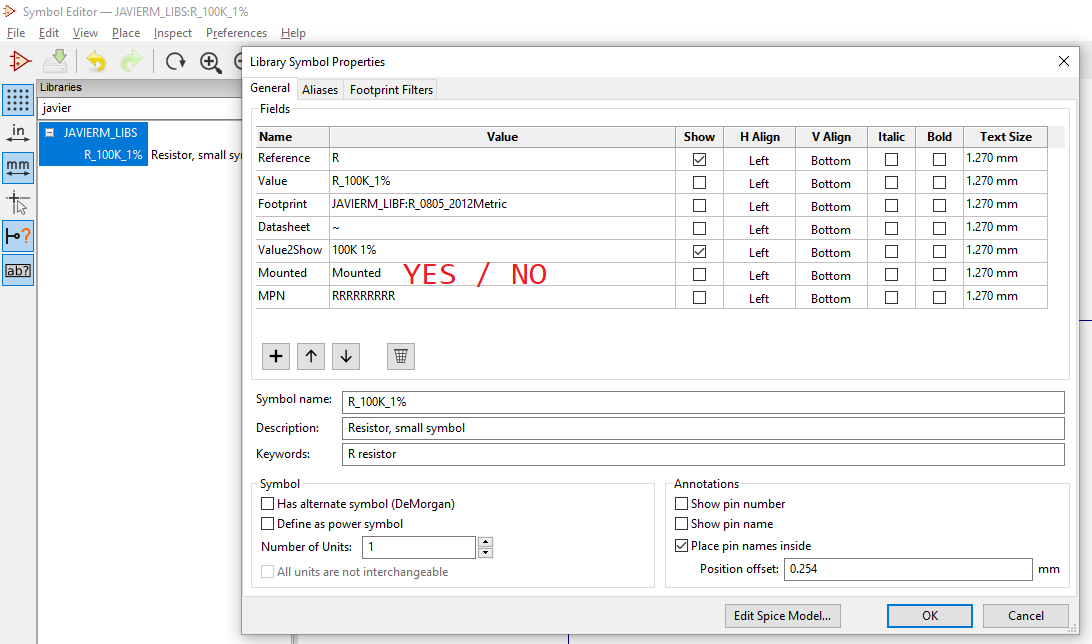 Symbol Editor — JAVIERM_LIBS:R_100K_1%
File Edit View Place Inspect Preferences Help
Libraries
javier
JAVIERM_LIBS
R_100K_1% Resistor, small syr
in
mm
ab?
Library Symbol Properties
General Aliases Footprint Filters
Fields
Name Value Show H Align V Align Italic Bold Text Size
Reference R Left Bottom 1.270 mm
Value R_100K_1% Left Bottom 1.270 mm
Footprint JAVIERM_LIBF:R_0805_2012Metric Left Bottom 1.270 mm
Datasheet ~ Left Bottom 1.270 mm
Value2Show 100K 1% Left Bottom 1.270 mm
Mounted Mounted YES / NO Left Bottom 1.270 mm
MPN RRRRRRRRR Left Bottom 1.270 mm
Symbol name: R_100K_1%
Description: Resistor, small symbol
Keywords: R resistor
Symbol
Has alternate symbol (DeMorgan)
Define as power symbol
Number of Units: 1
All units are not interchangeable
Annotations
Show pin number
Show pin name
Place pin names inside
Position offset: 0.254 mm
Edit Spice Model... OK Cancel